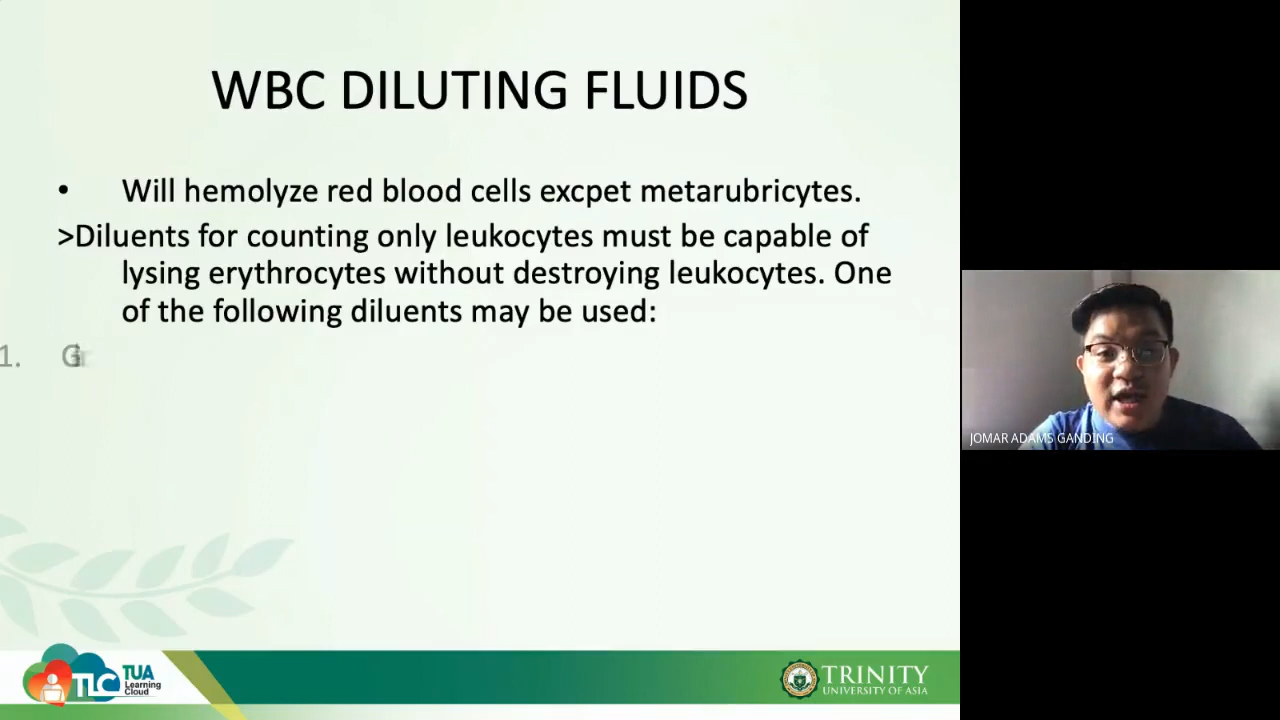 WBC DILUTING FLUIDS
• Will hemolyze red blood cells excpet metarubricytes.
>Diluents for counting only leukocytes must be capable of
lysing erythrocytes without destroying leukocytes. One
of the following diluents may be used:
1.
JOMAR ADAMS GANDING
TLC TUA
Learning
Cloud
TRINITY
UNIVERSITY OF ASIA